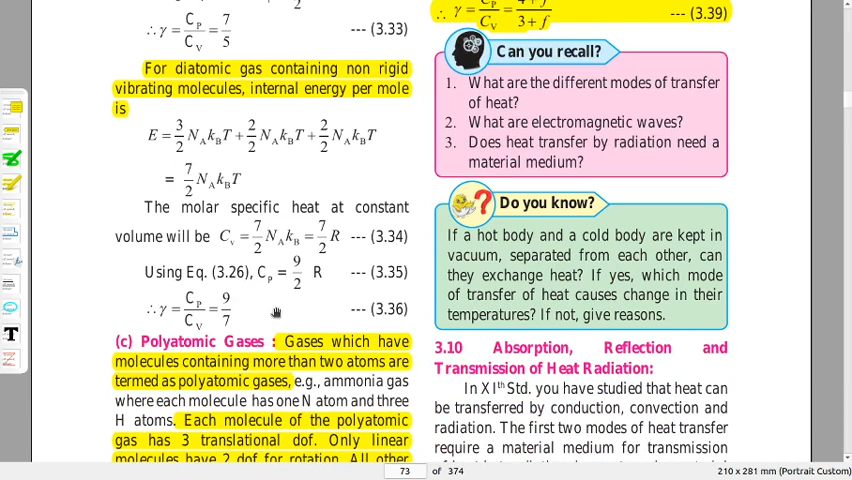 2
∴ γ = C_P / C_V = 7 / 5 --- (3.33)
For diatomic gas containing non rigid
vibrating molecules, internal energy per mole
is
E = 3/2 N_A k_B T + 2/2 N_A k_B T + 2/2 N_A k_B T
= 7/2 N_A k_B T
The molar specific heat at constant
volume will be C_v = 7/2 N_A k_B = 7/2 R --- (3.34)
Using Eq. (3.26), C_P = 9/2 R --- (3.35)
∴ γ = C_P / C_V = 9 / 7 --- (3.36)
(c) Polyatomic Gases : Gases which have
molecules containing more than two atoms are
termed as polyatomic gases, e.g., ammonia gas
where each molecule has one N atom and three
H atoms. Each molecule of the polyatomic
gas has 3 translational dof. Only linear
molecules have 2 dof for rotation. All other
∴ γ = C_P / C_V = 4 + f / 3 + f --- (3.39)
Can you recall?
1. What are the different modes of transfer
of heat?
2. What are electromagnetic waves?
3. Does heat transfer by radiation need a
material medium?
Do you know?
If a hot body and a cold body are kept in
vacuum, separated from each other, can
they exchange heat? If yes, which mode
of transfer of heat causes change in their
temperatures? If not, give reasons.
3.10 Absorption, Reflection and
Transmission of Heat Radiation:
In XIth Std. you have studied that heat can
be transferred by conduction, convection and
radiation. The first two modes of heat transfer
require a material medium for transmission
T
73 of 374
210 x 281 mm (Portrait Custom)